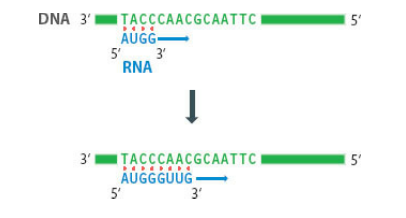 DNA 3′ TACCCAACGCAATTC 5′
AUGG
5′ 3′
RNA
3′ TACCCAACGCAATTC 5′
AUGGGUUG
5′ 3′